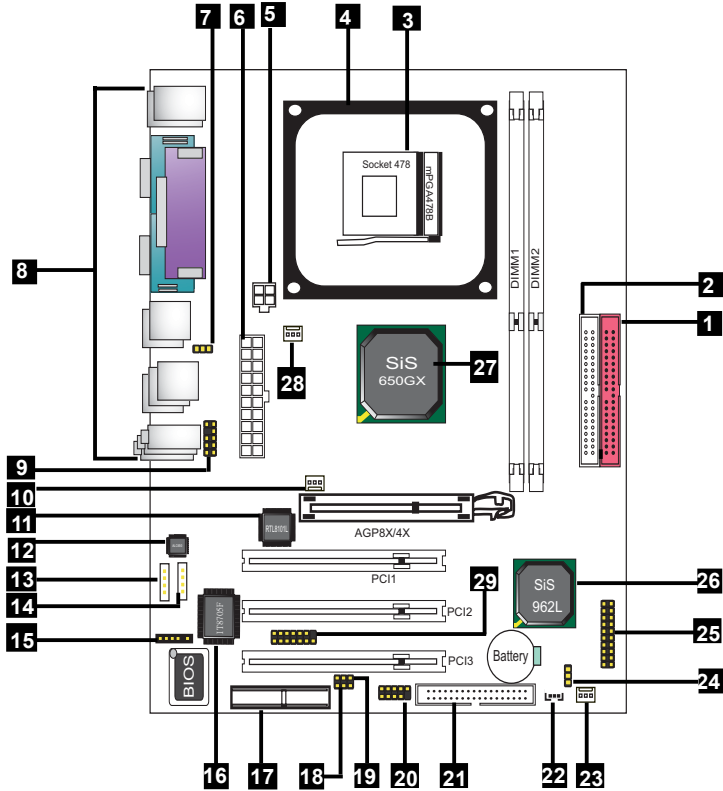 7
6
5
4
3
Socket 478
mPGA478B
8
DIMM1
DIMM2
2
1
28
SiS
650GX
27
9
10
11
RTL8101L
AGP8X/4X
12
13
14
PCI1
29
SiS
962L
26
IT8705F
PCI2
25
15
BIOS
PCI3
Battery
24
16
17
18
19
20
21
22
23